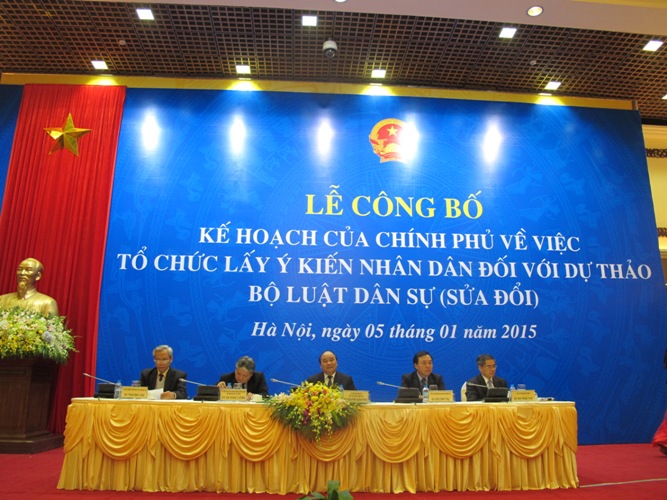 LỄ CÔNG BỐ
KẾ HOẠCH CỦA CHÍNH PHỦ VỀ VIỆC
TỔ CHỨC LẤY Ý KIẾN NHÂN DÂN ĐỐI VỚI DỰ THẢO
BỘ LUẬT DÂN SỰ (SỬA ĐỔI)
Hà Nội, ngày 05 tháng 01 năm 2015